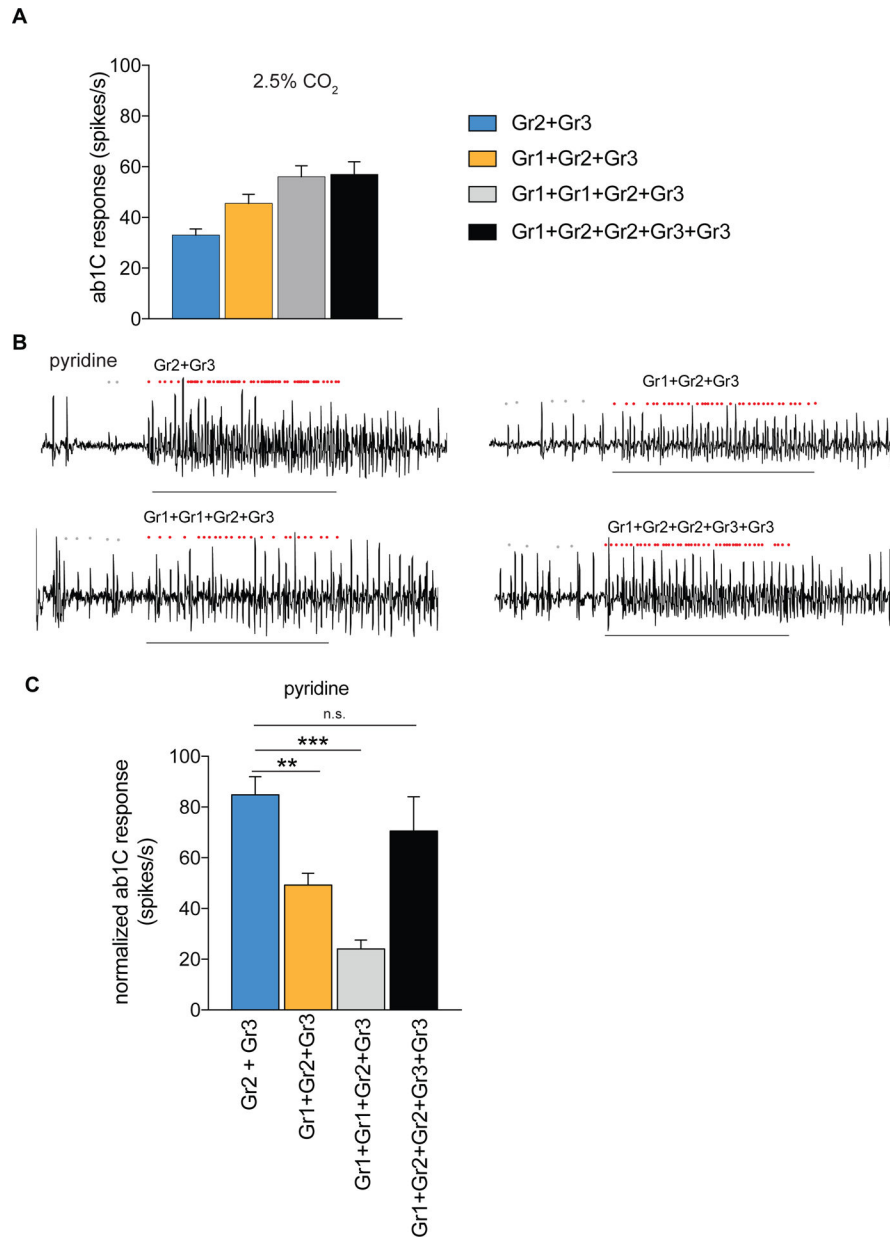 A
100
80
60
40
20
0
ab1C response (spikes/s)
2.5% CO2
Gr2+Gr3
Gr1+Gr2+Gr3
Gr1+Gr1+Gr2+Gr3
Gr1+Gr2+Gr2+Gr3+Gr3
B
pyridine
Gr2+Gr3
Gr1+Gr2+Gr3
Gr1+Gr1+Gr2+Gr3
Gr1+Gr2+Gr2+Gr3+Gr3
C
pyridine
n.s.
***
**
100
80
60
40
20
0
normalized ab1C response
(spikes/s)
Gr2 + Gr3
Gr1+Gr2+Gr3
Gr1+Gr1+Gr2+Gr3
Gr1+Gr2+Gr2+Gr3+Gr3